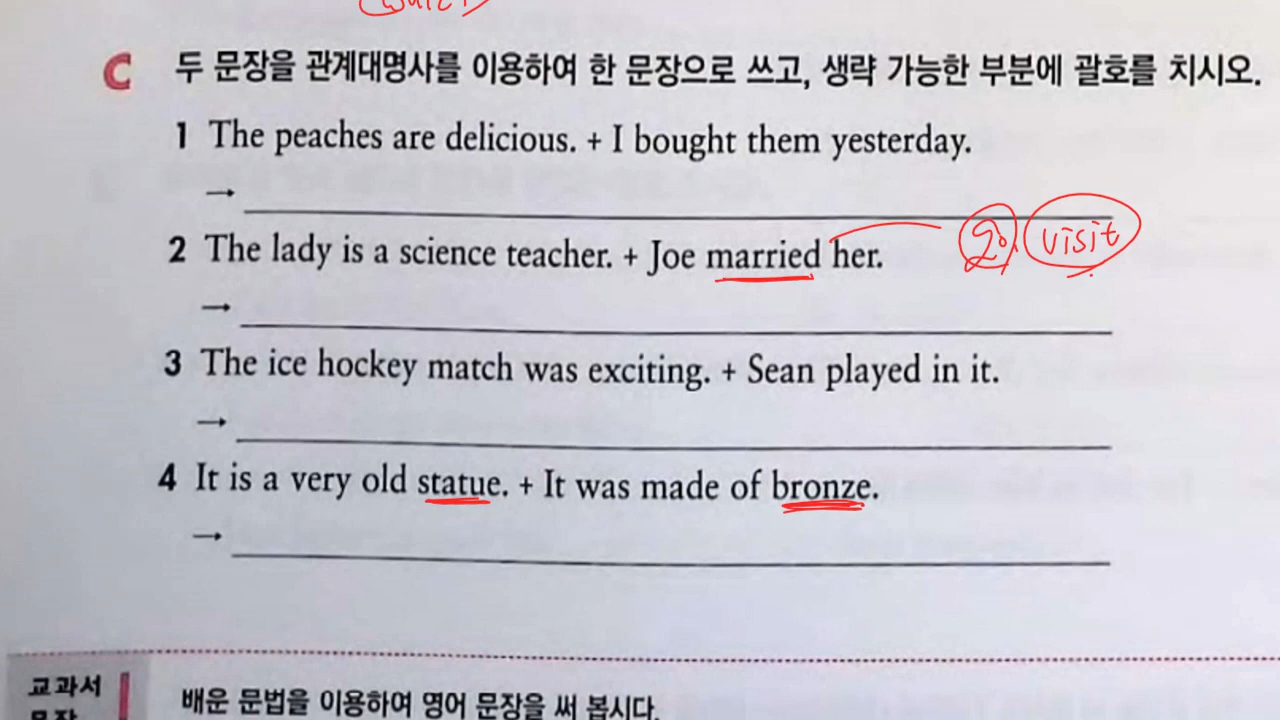 C 두 문장을 관계대명사를 이용하여 한 문장으로 쓰고, 생략 가능한 부분에 괄호를 치시오.
1 The peaches are delicious. + I bought them yesterday.
→
2 The lady is a science teacher. + Joe married her. go, visit
→
3 The ice hockey match was exciting. + Sean played in it.
→
4 It is a very old statue. + It was made of bronze.
→
교과서 배운 문법을 이용하여 영어 문장을 써 봅시다.
문장